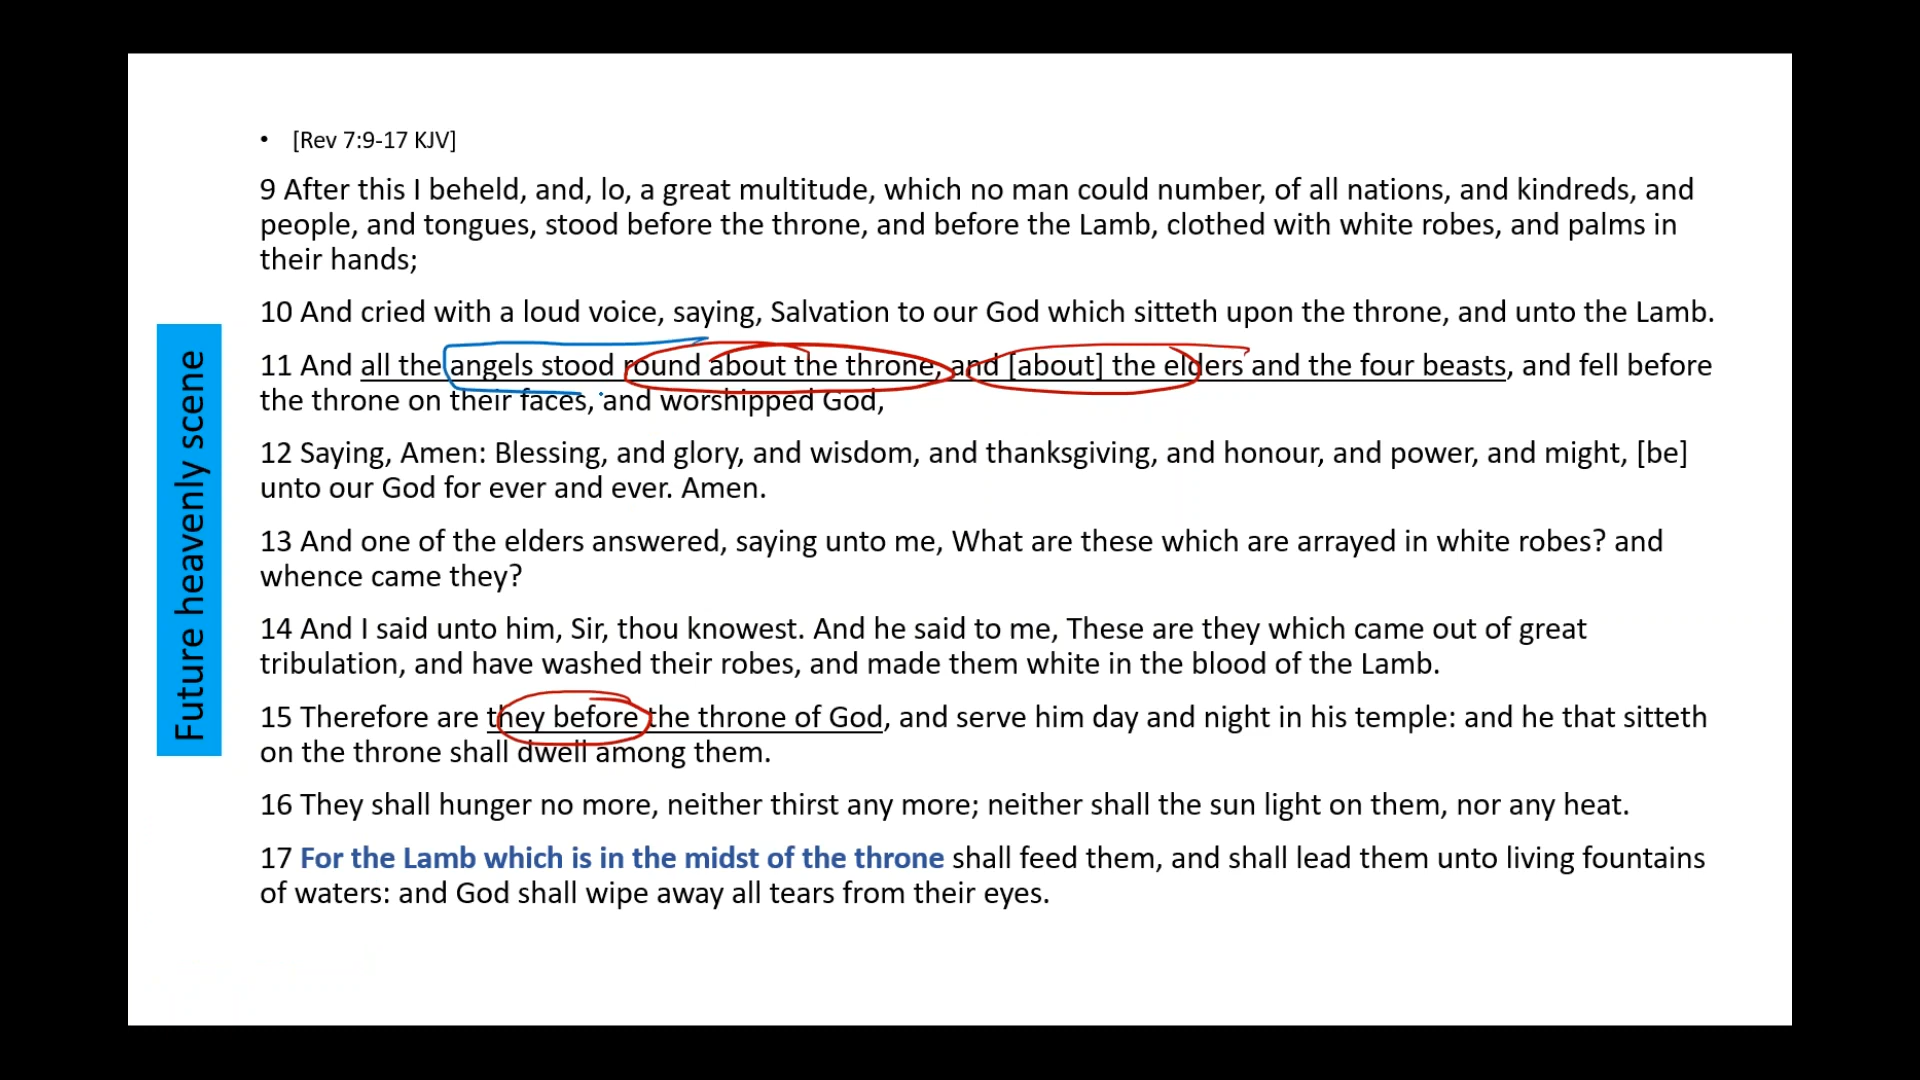 • [Rev 7:9-17 KJV]
9 After this I beheld, and, lo, a great multitude, which no man could number, of all nations, and kindreds, and
people, and tongues, stood before the throne, and before the Lamb, clothed with white robes, and palms in
their hands;
10 And cried with a loud voice, saying, Salvation to our God which sitteth upon the throne, and unto the Lamb.
11 And all the angels stood round about the throne, and [about] the elders and the four beasts, and fell before
the throne on their faces, and worshipped God,
12 Saying, Amen: Blessing, and glory, and wisdom, and thanksgiving, and honour, and power, and might, [be]
unto our God for ever and ever. Amen.
13 And one of the elders answered, saying unto me, What are these which are arrayed in white robes? and
whence came they?
14 And I said unto him, Sir, thou knowest. And he said to me, These are they which came out of great
tribulation, and have washed their robes, and made them white in the blood of the Lamb.
15 Therefore are they before the throne of God, and serve him day and night in his temple: and he that sitteth
on the throne shall dwell among them.
16 They shall hunger no more, neither thirst any more; neither shall the sun light on them, nor any heat.
17 For the Lamb which is in the midst of the throne shall feed them, and shall lead them unto living fountains
of waters: and God shall wipe away all tears from their eyes.
Future heavenly scene